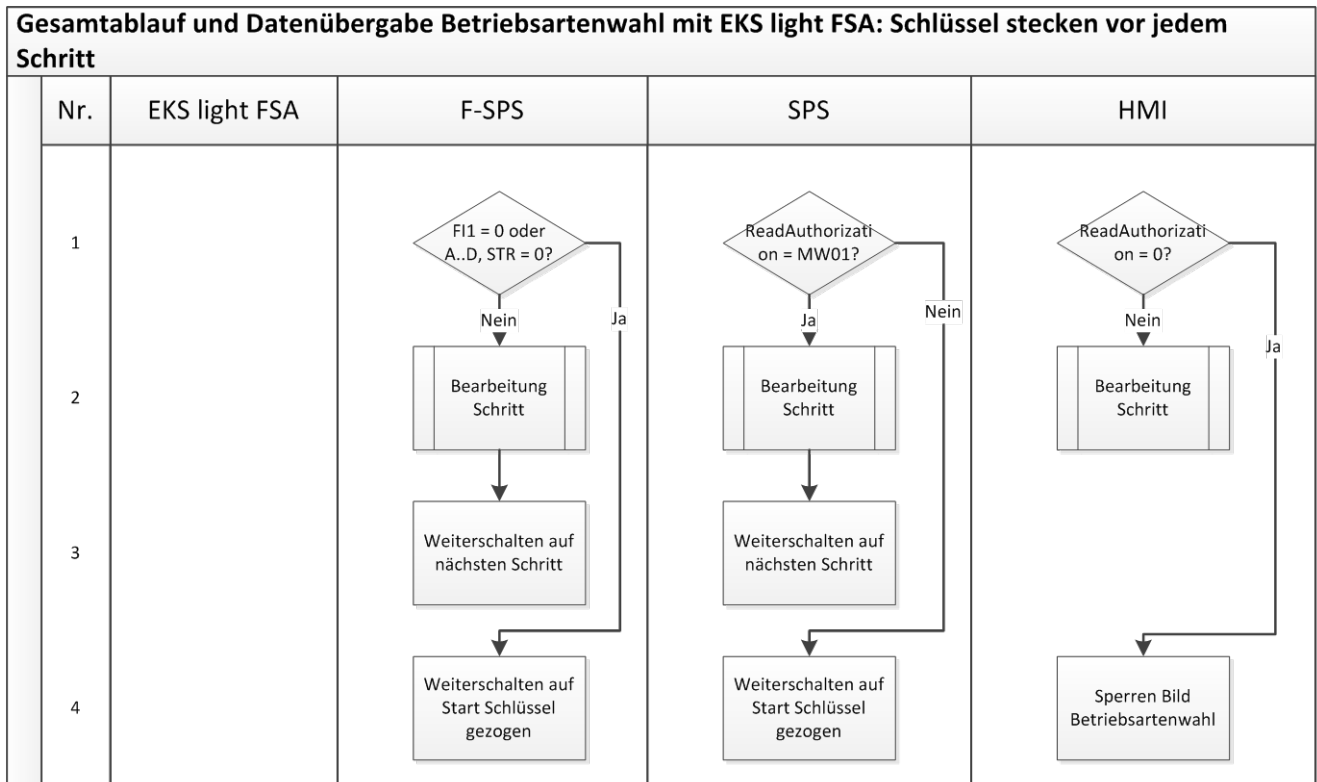 Gesamtablauf und Datenübergabe Betriebsartenwahl mit EKS light FSA: Schlüssel stecken vor jedem
Schritt
Nr.
EKS light FSA
F-SPS
SPS
HMI
1
FI1 = 0 oder
A..D, STR = 0?
ReadAuthorizati
on = MW01?
ReadAuthorizati
on = 0?
Nein
Ja
Ja
Nein
Nein
Ja
2
Bearbeitung
Schritt
Bearbeitung
Schritt
Bearbeitung
Schritt
3
Weiterschalten auf
nächsten Schritt
Weiterschalten auf
nächsten Schritt
4
Weiterschalten auf
Start Schlüssel
gezogen
Weiterschalten auf
Start Schlüssel
gezogen
Sperren Bild
Betriebsartenwahl